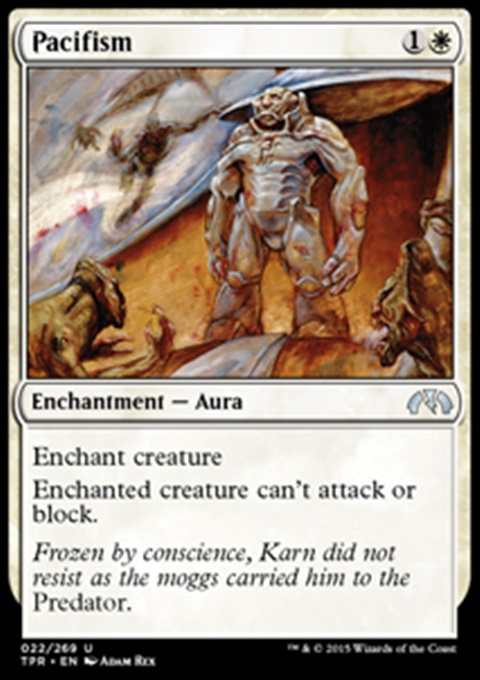 Pacifism 1
Enchantment — Aura
Enchant creature
Enchanted creature can't attack or
block.
Frozen by conscience, Karn did not
resist as the moggs carried him to the
Predator.
022/269 U
™ & © 2015 Wizards of the Coast
TPR • EN Adam Rex